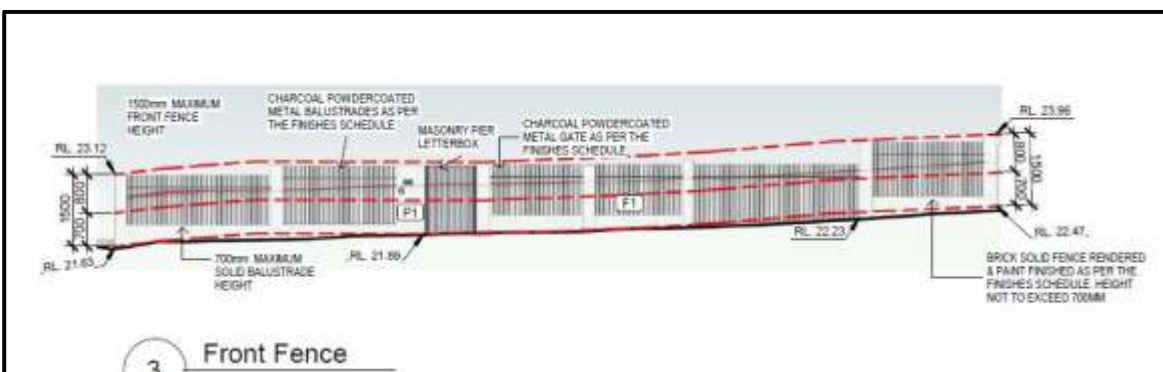 1500mm MAXIMUM
FRONT FENCE
HEIGHT
CHARCOAL POWDERCOATED
METAL BALUSTRADES AS PER
THE FINISHES SCHEDULE
MASONRY PIER
LETTERBOX
CHARCOAL POWDERCOATED
METAL GATE AS PER THE
FINISHES SCHEDULE
RL. 23.96
RL. 23.12
1500
700
800
F1
F1
800
700
1500
RL. 21.63
700mm MAXIMUM
SOLID BALUSTRADE
HEIGHT
RL. 22.23
RL. 22.47
BRICK SOLID FENCE RENDERED
& PAINT FINISHED AS PER THE
FINISHES SCHEDULE. HEIGHT
NOT TO EXCEED 700MM
3
Front Fence